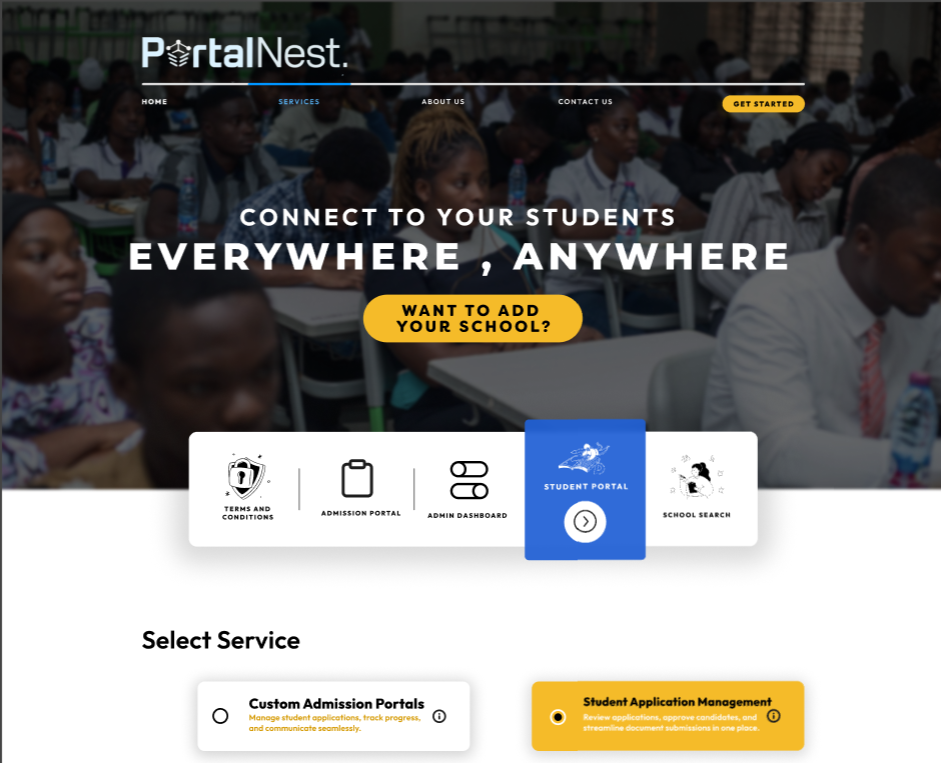 PortalNest.
HOME SERVICES ABOUT US CONTACT US GET STARTED
CONNECT TO YOUR STUDENTS
EVERYWHERE , ANYWHERE
WANT TO ADD
YOUR SCHOOL?
TERMS AND
CONDITIONS
ADMISSION PORTAL
ADMIN DASHBOARD
STUDENT PORTAL
SCHOOL SEARCH
Select Service
Custom Admission Portals
Manage student applications, track progress,
and communicate seamlessly.
Student Application Management
Review applications, approve candidates, and
streamline document submissions in one place.